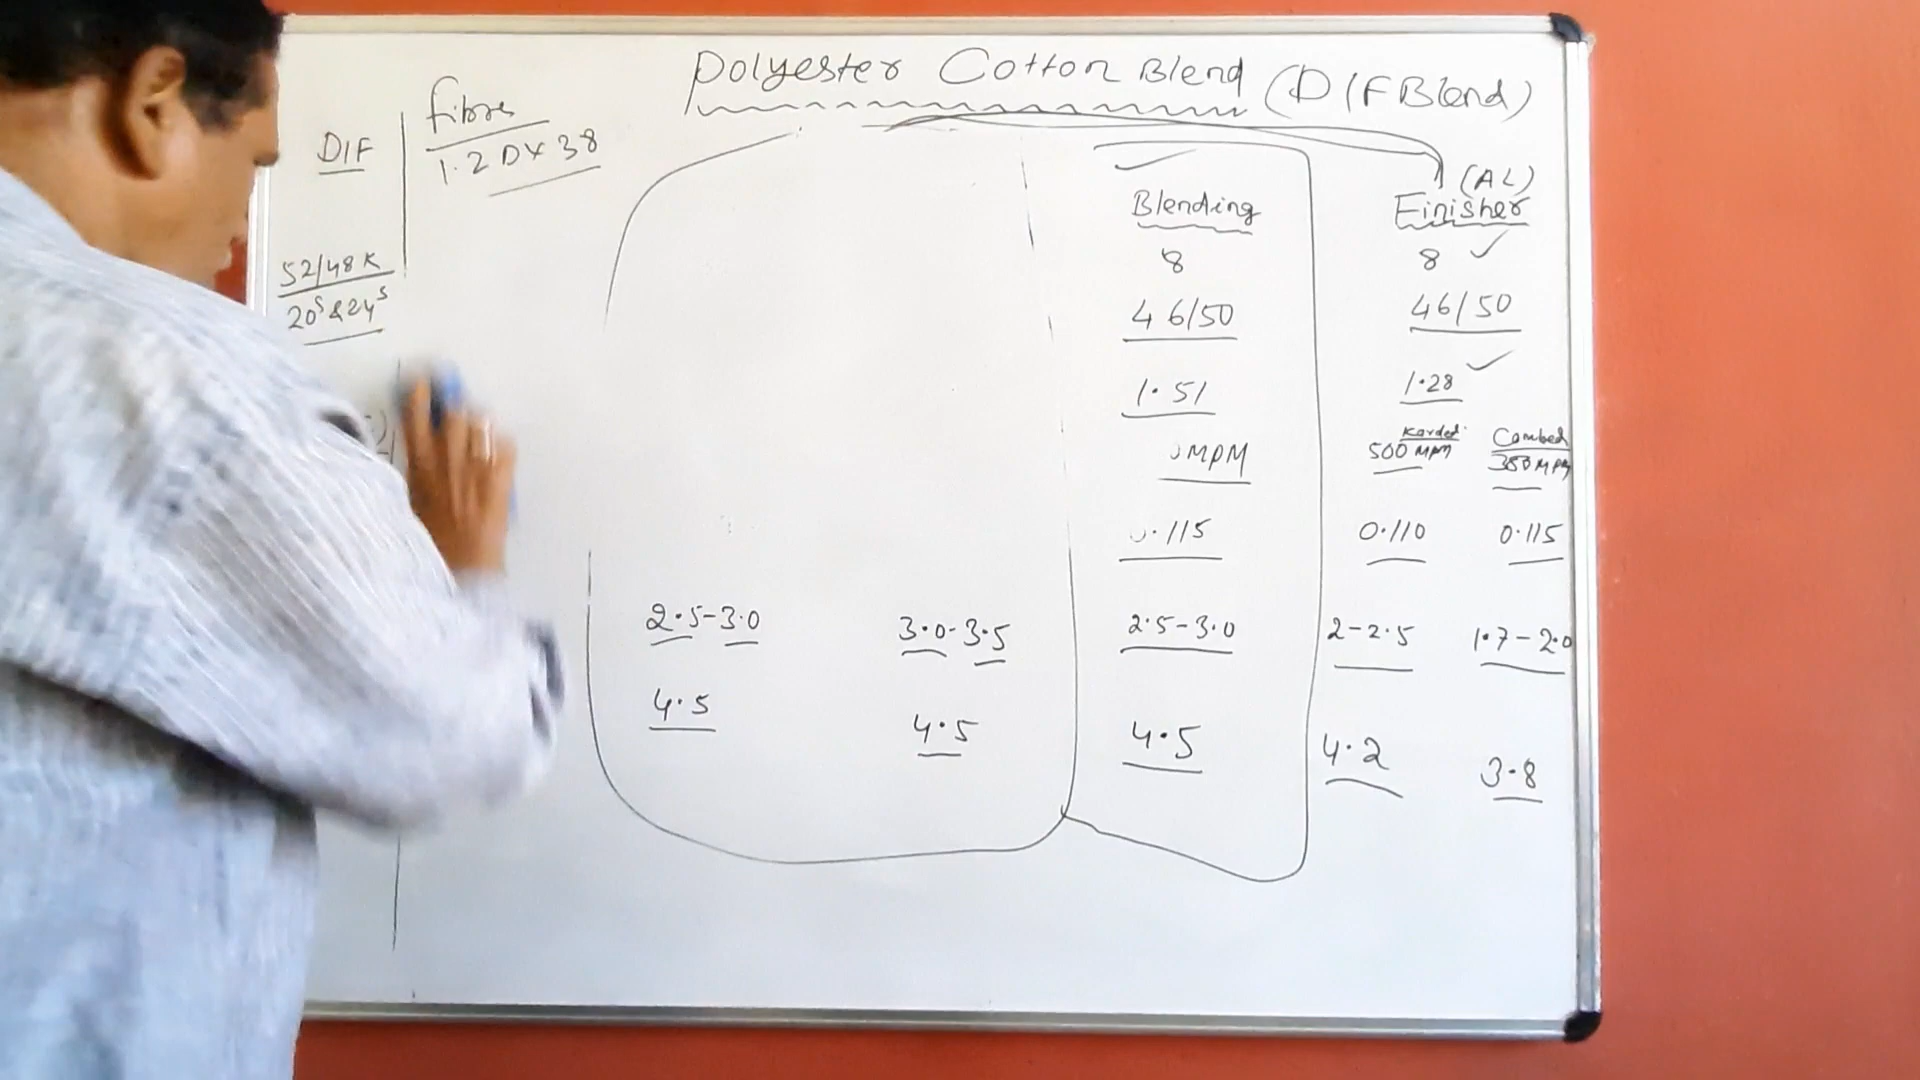 Polyester Cotton Blend (D/F Blend)
D/F
fibre
1.2 D X 38
52/48 K
20S & 24S
(AL)
Blending Finisher
8 8
46/50 46/50
1.51 1.28
Karded Combed
MPM 500 MPM 350 MPM
.115 0.110 0.115
2.5-3.0 3.0-3.5 2.5-3.0 2-2.5 1.7-2.0
4.5 4.5 4.5 4.2 3.8